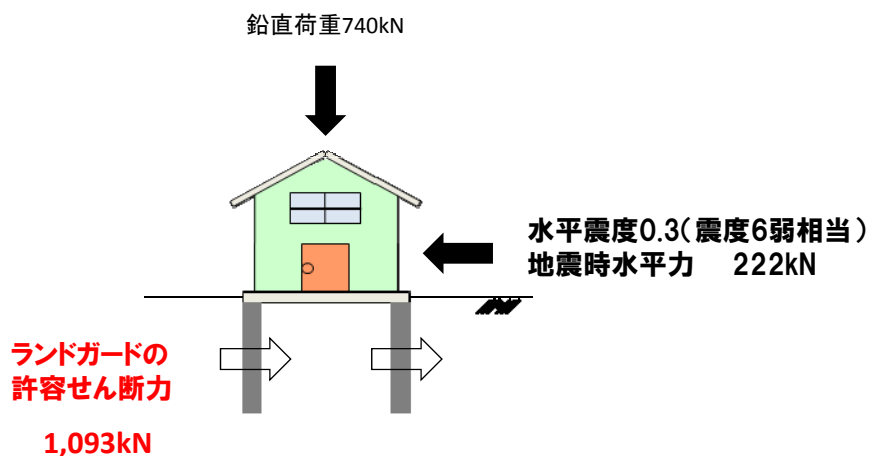 鉛直荷重740kN
水平震度0.3(震度6弱相当)
地震時水平力　222kN
ランドガードの
許容せん断力
1,093kN